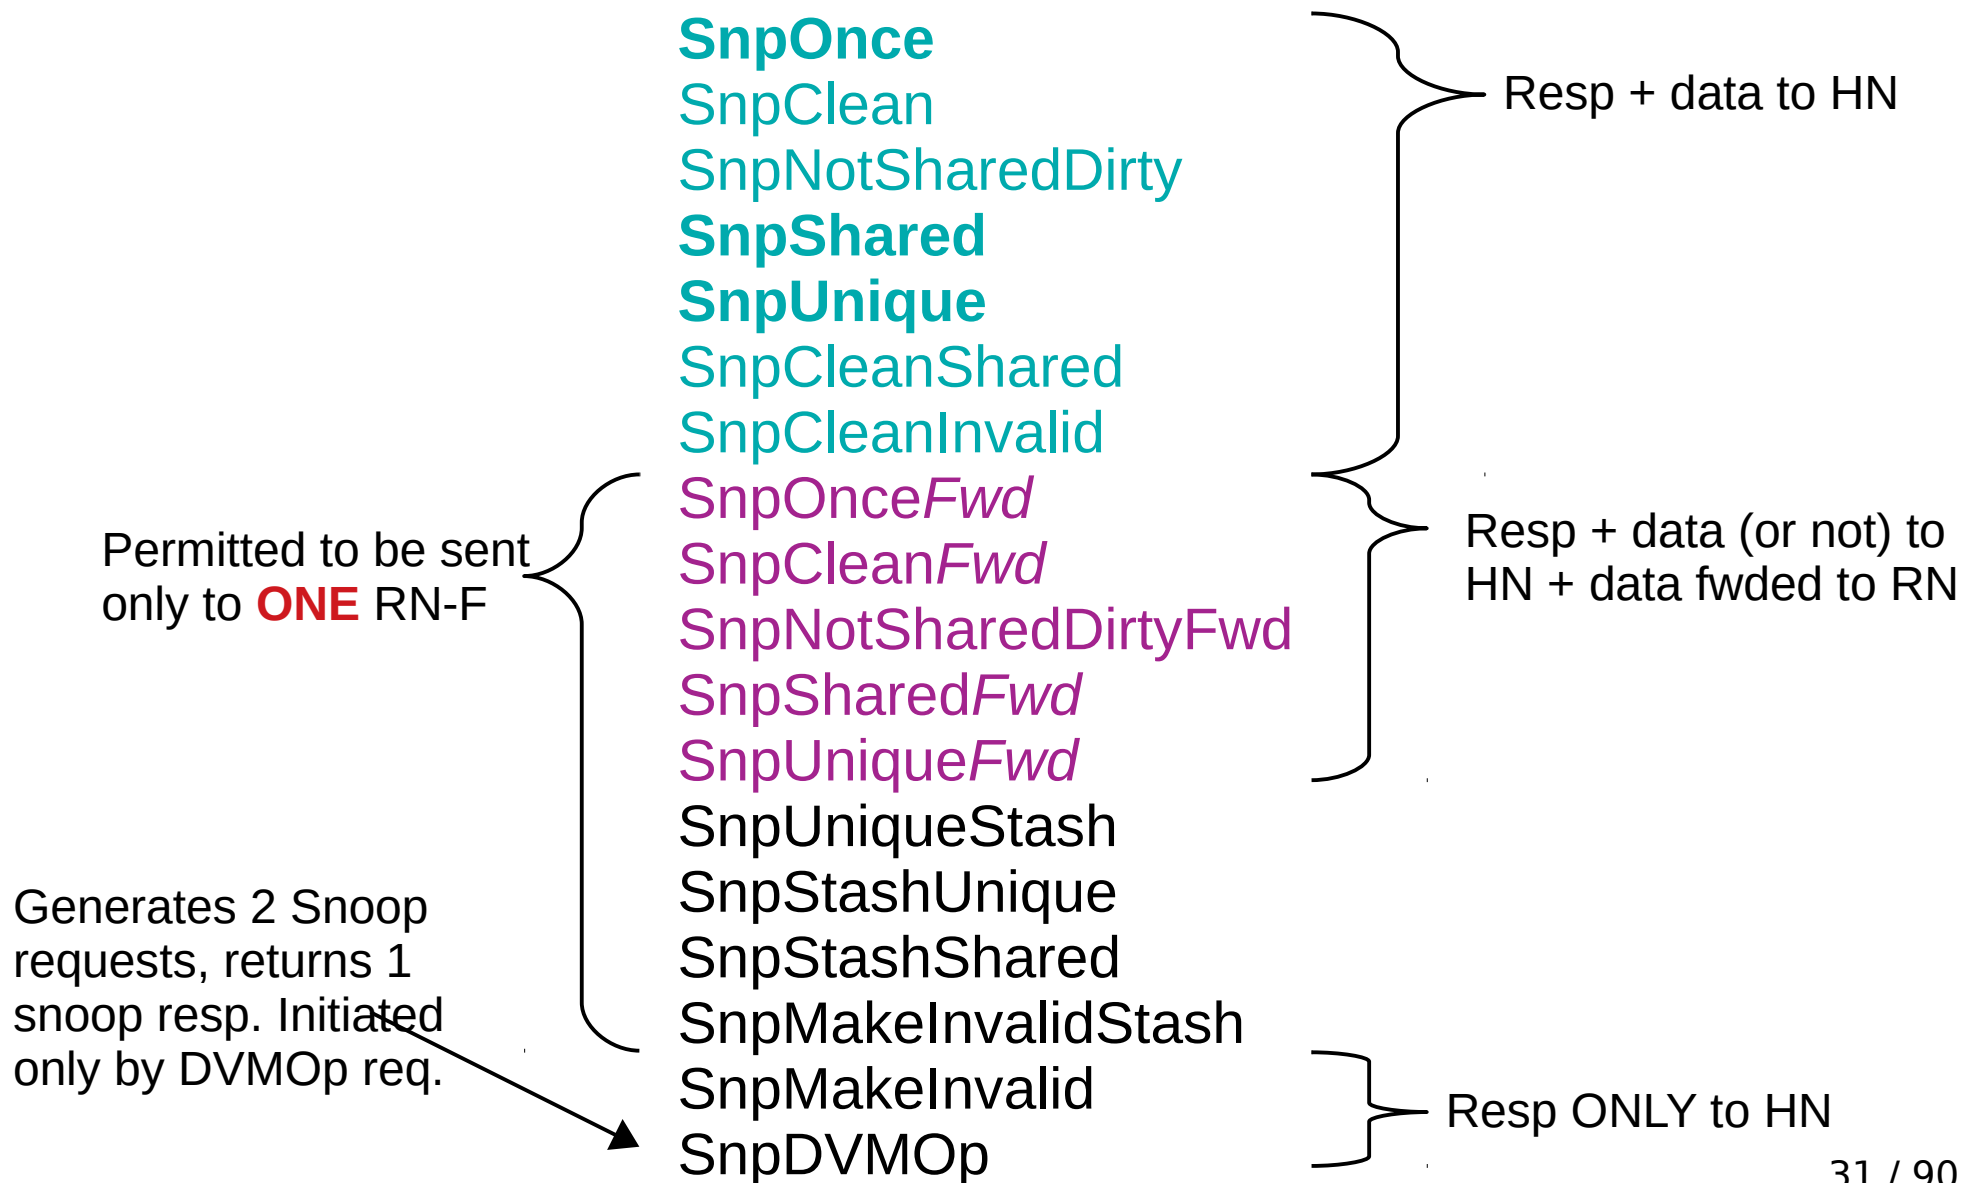 SnpOnce
SnpClean
SnpNotSharedDirty
SnpShared
SnpUnique
SnpCleanShared
SnpCleanInvalid
SnpOnceFwd
SnpCleanFwd
SnpNotSharedDirtyFwd
SnpSharedFwd
SnpUniqueFwd
SnpUniqueStash
SnpStashUnique
SnpStashShared
SnpMakeInvalidStash
SnpMakeInvalid
SnpDVMOp
Resp + data to HN
Resp + data (or not) to
HN + data fwded to RN
Resp ONLY to HN
Permitted to be sent
only to ONE RN-F
Generates 2 Snoop
requests, returns 1
snoop resp. Initiated
only by DVMOp req.
31 / 90